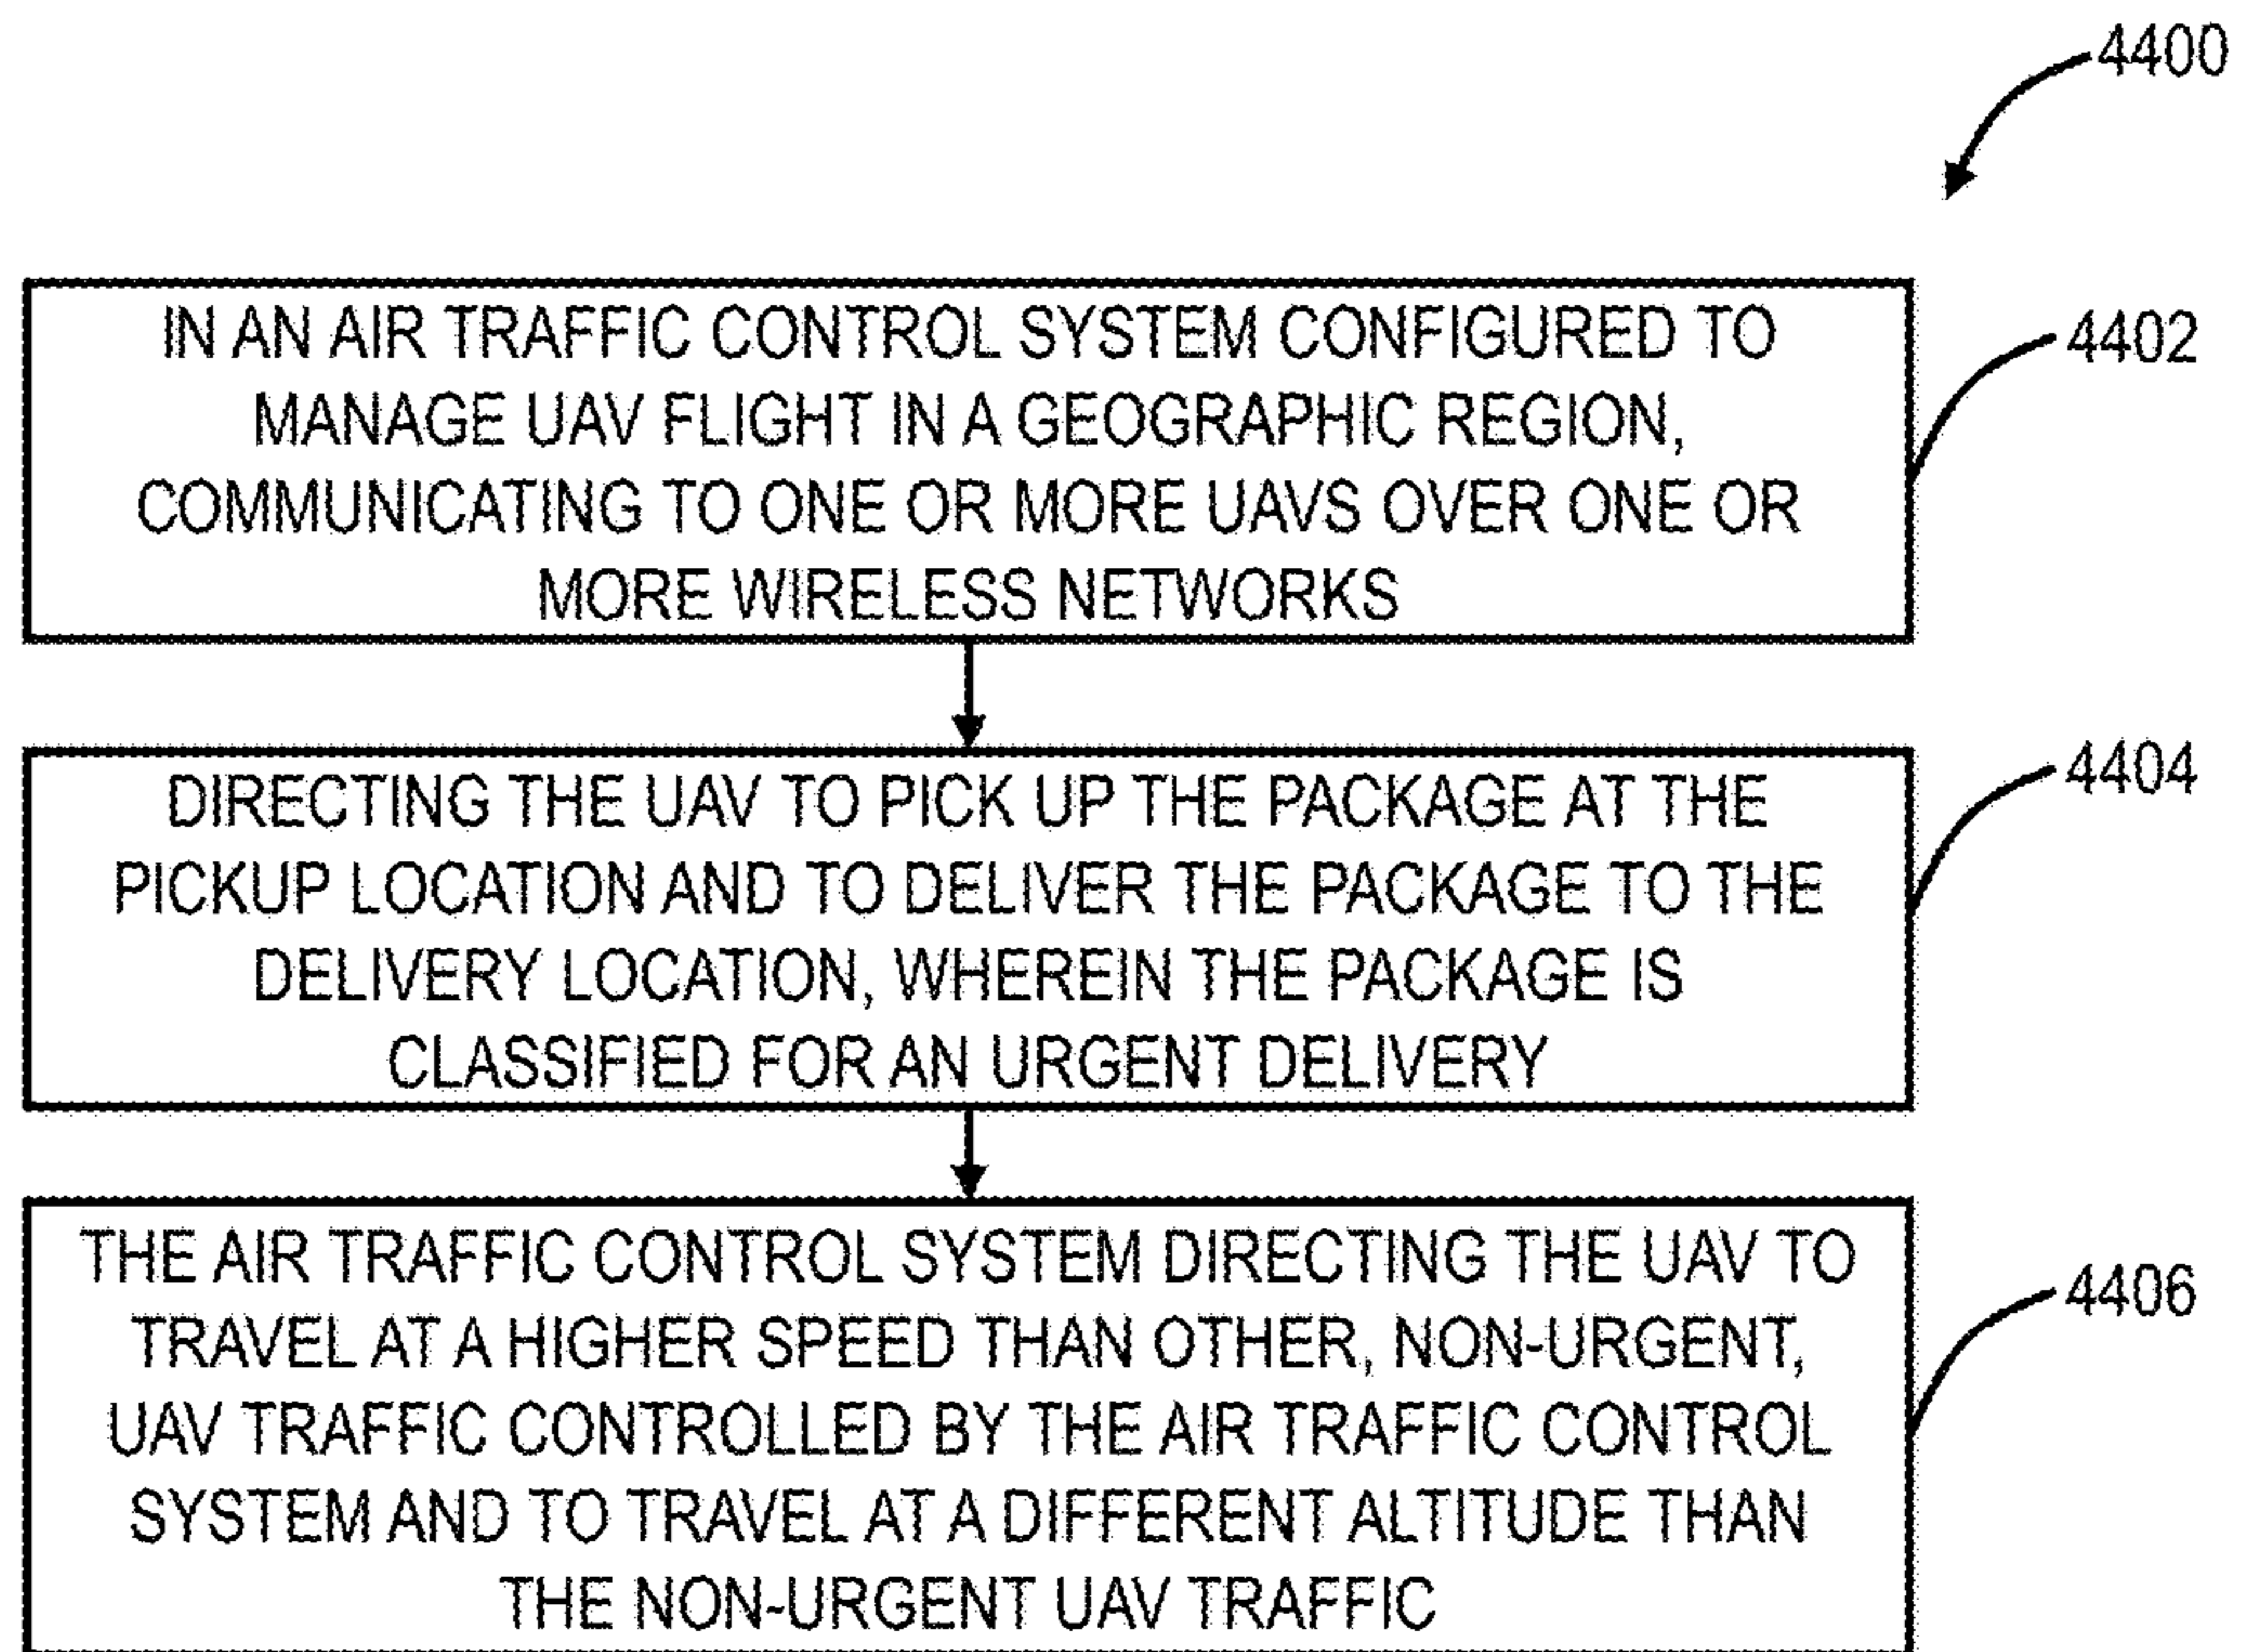 4400
IN AN AIR TRAFFIC CONTROL SYSTEM CONFIGURED TO
MANAGE UAV FLIGHT IN A GEOGRAPHIC REGION,
COMMUNICATING TO ONE OR MORE UAVS OVER ONE OR
MORE WIRELESS NETWORKS
4402
DIRECTING THE UAV TO PICK UP THE PACKAGE AT THE
PICKUP LOCATION AND TO DELIVER THE PACKAGE TO THE
DELIVERY LOCATION, WHEREIN THE PACKAGE IS
CLASSIFIED FOR AN URGENT DELIVERY
4404
THE AIR TRAFFIC CONTROL SYSTEM DIRECTING THE UAV TO
TRAVEL AT A HIGHER SPEED THAN OTHER, NON-URGENT,
UAV TRAFFIC CONTROLLED BY THE AIR TRAFFIC CONTROL
SYSTEM AND TO TRAVEL AT A DIFFERENT ALTITUDE THAN
THE NON-URGENT UAV TRAFFIC
4406